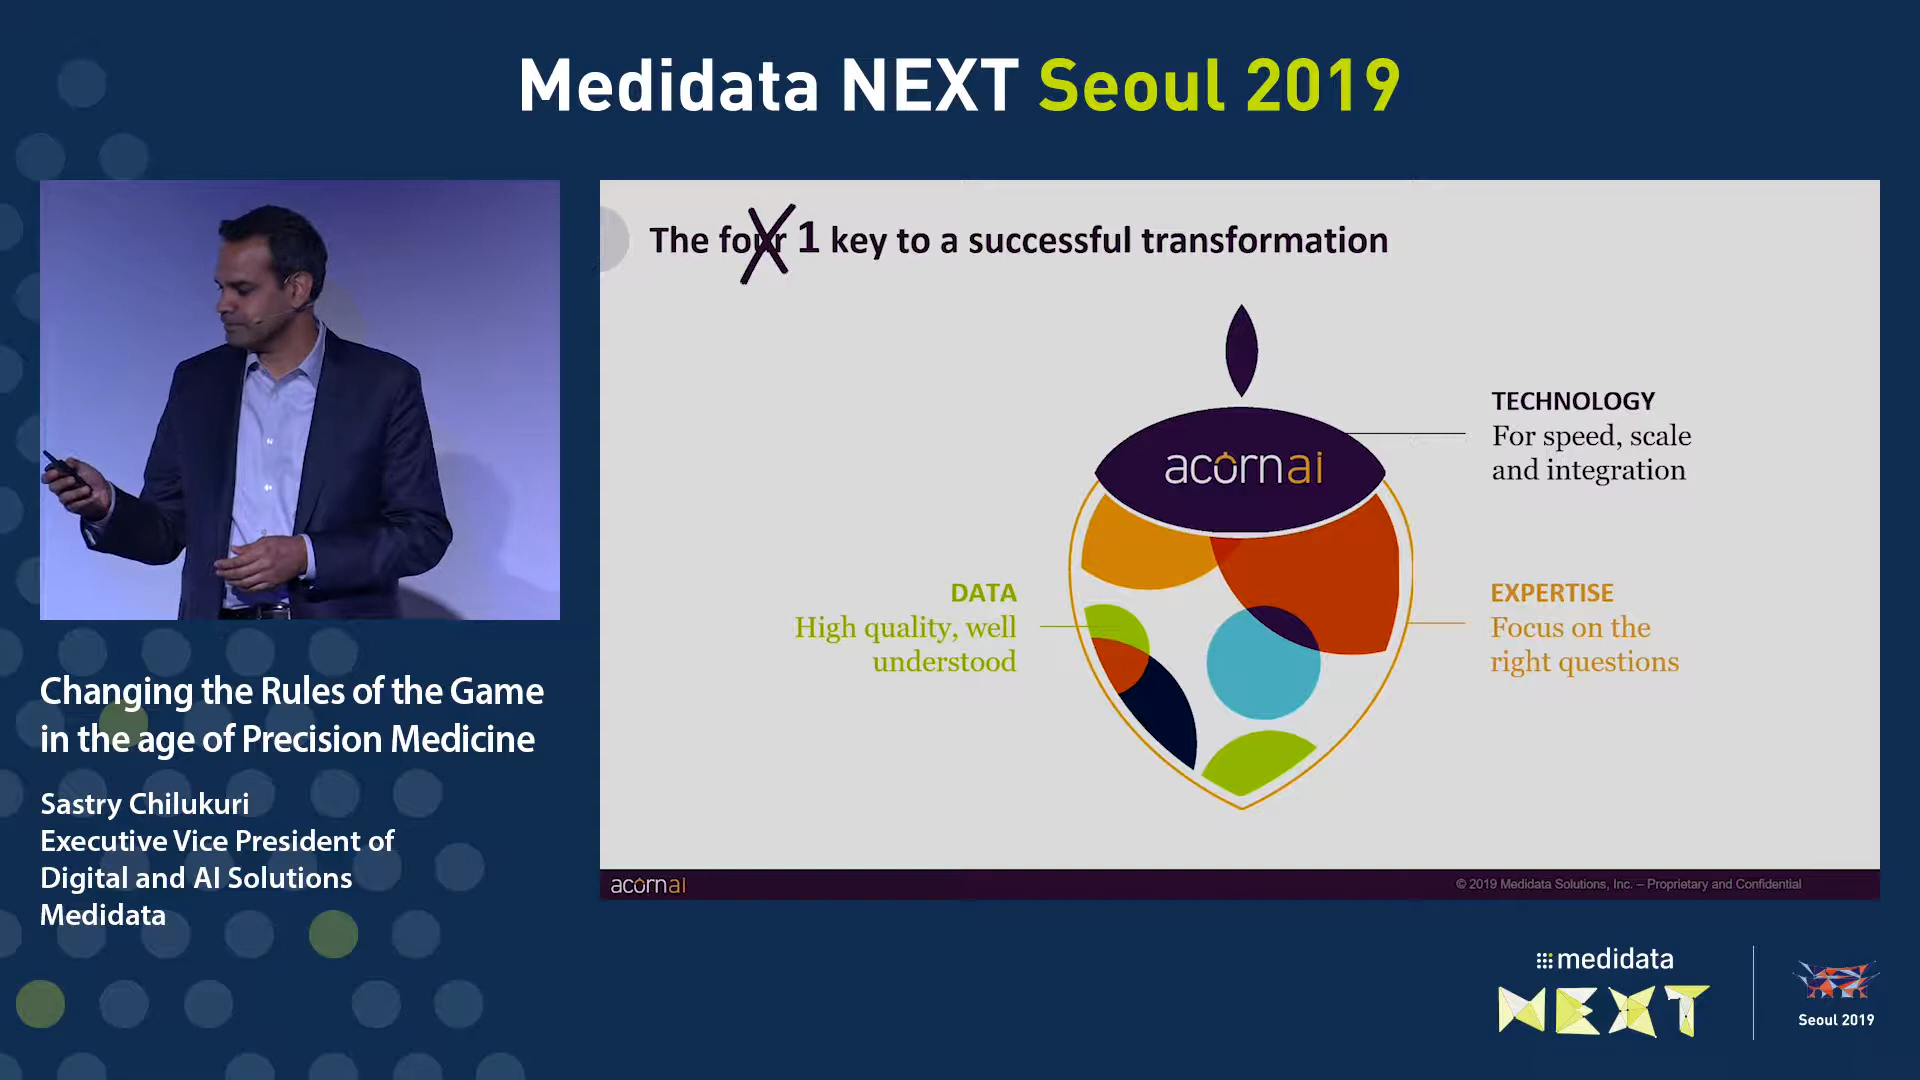 Medidata NEXT Seoul 2019
The four 1 key to a successful transformation
acornai
TECHNOLOGY
For speed, scale
and integration
DATA
High quality, well
understood
EXPERTISE
Focus on the
right questions
acornai
© 2019 Medidata Solutions, Inc. – Proprietary and Confidential
Changing the Rules of the Game
in the age of Precision Medicine
Sastry Chilukuri
Executive Vice President of
Digital and AI Solutions
Medidata
medidata
NEXT
Seoul 2019